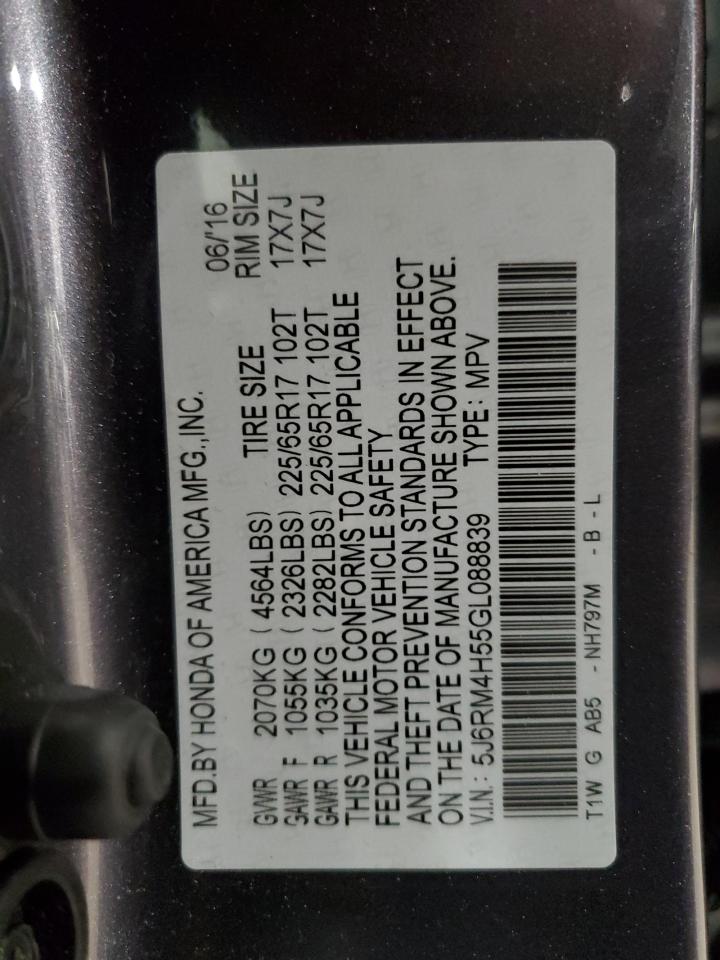 MFD.BY HONDA OF AMERICA MFG.,INC. 06/'16
GVWR 2070KG ( 4564LBS) TIRE SIZE RIM SIZE
GAWR F 1055KG ( 2326LBS) 225/65R17 102T 17X7J
GAWR R 1035KG ( 2282LBS) 225/65R17 102T 17X7J
THIS VEHICLE CONFORMS TO ALL APPLICABLE
FEDERAL MOTOR VEHICLE SAFETY
AND THEFT PREVENTION STANDARDS IN EFFECT
ON THE DATE OF MANUFACTURE SHOWN ABOVE.
V.I.N.: 5J6RM4H55GL088839 TYPE: MPV
T1W G AB5 - NH797M - B - L